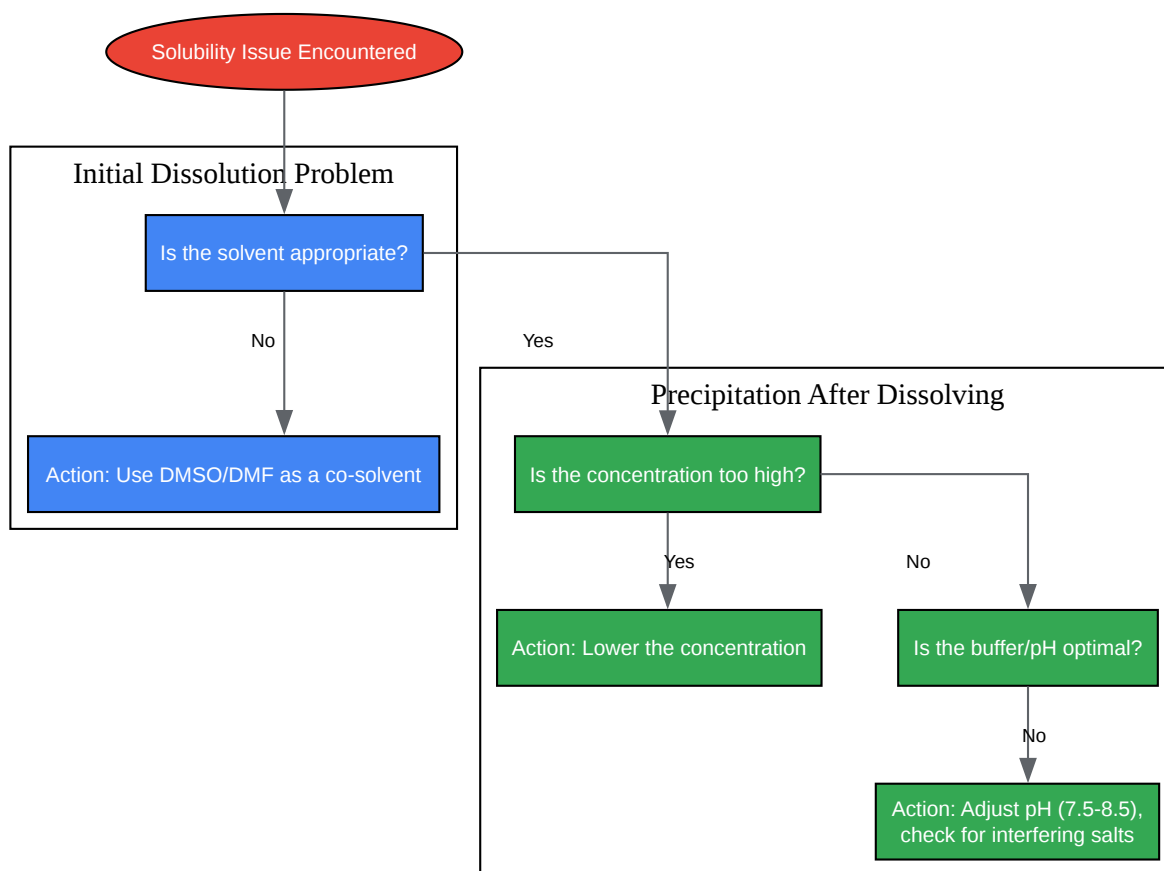 Solubility Issue Encountered
Initial Dissolution Problem
Is the solvent appropriate?
No
Yes
Action: Use DMSO/DMF as a co-solvent
Precipitation After Dissolving
Is the concentration too high?
Yes
No
Action: Lower the concentration
Is the buffer/pH optimal?
No
Action: Adjust pH (7.5-8.5),
check for interfering salts